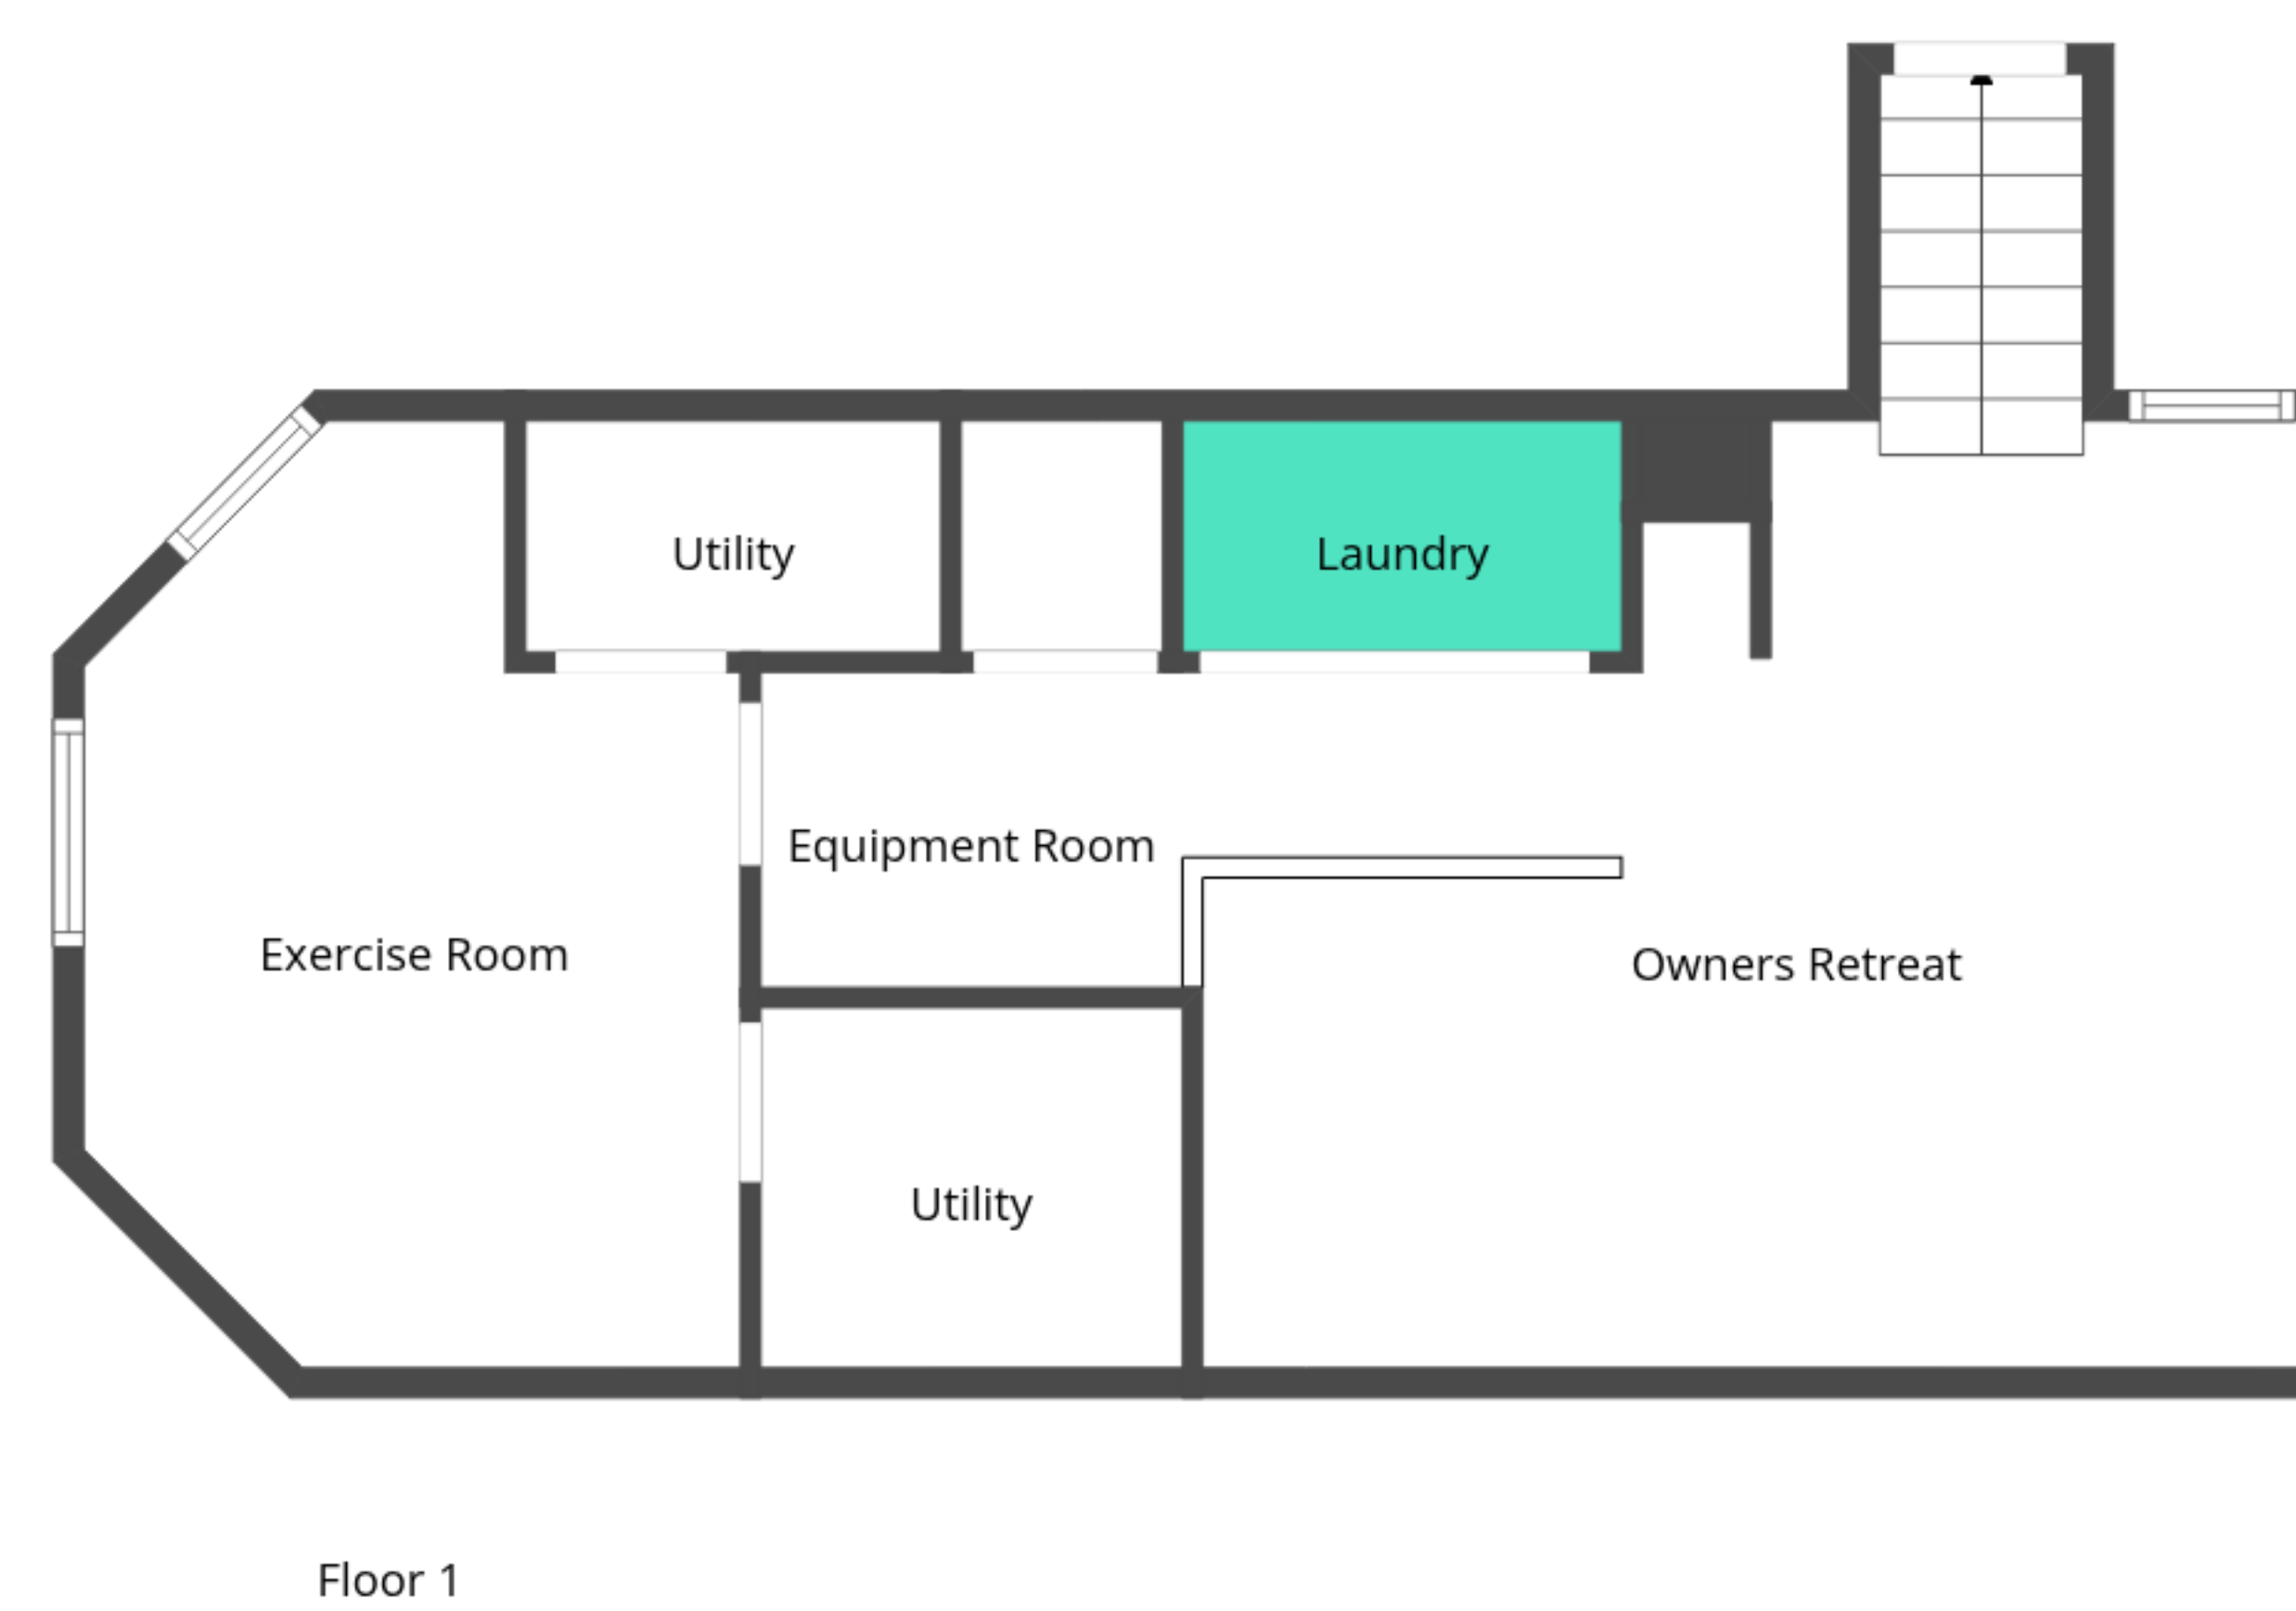 Utility
Laundry
Equipment Room
Exercise Room
Owners Retreat
Utility
Floor 1